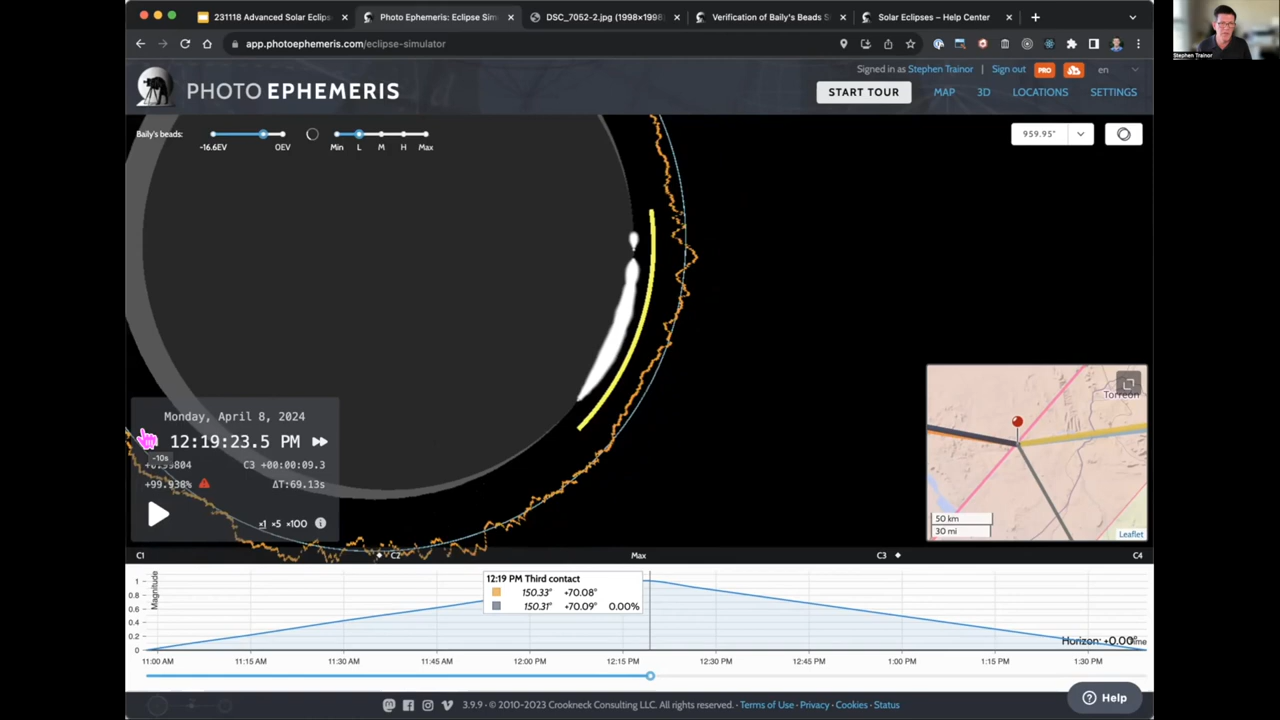 231118 Advanced Solar Eclips
Photo Ephemeris: Eclipse Sim
DSC_7052-2.jpg (1998×1998
Verification of Baily's Beads S
Solar Eclipses – Help Center
app.photoephemeris.com/eclipse-simulator
Stephen Trainor
Signed in as Stephen Trainor Sign out PRO en
PHOTO EPHEMERIS
START TOUR MAP 3D LOCATIONS SETTINGS
Baily's beads:
-16.6EV 0EV Min L M H Max
959.95"
Monday, April 8, 2024
12:19:23.5 PM
-10s
C3 +00:00:09.3
+99.938% ΔT:69.13s
×1 ×5 ×100
Torreón
50 km
30 mi
Leaflet
C1 C2 Max C3 C4
Magnitude
1
0.8
0.6
0.4
0.2
0
12:19 PM Third contact
150.33° +70.08°
150.31° +70.09° 0.00%
Horizon: +0.00°
11:00 AM 11:15 AM 11:30 AM 11:45 AM 12:00 PM 12:15 PM 12:30 PM 12:45 PM 1:00 PM 1:15 PM 1:30 PM
3.9.9 · © 2010-2023 Crookneck Consulting LLC. All rights reserved. · Terms of Use · Privacy · Cookies · Status
Help